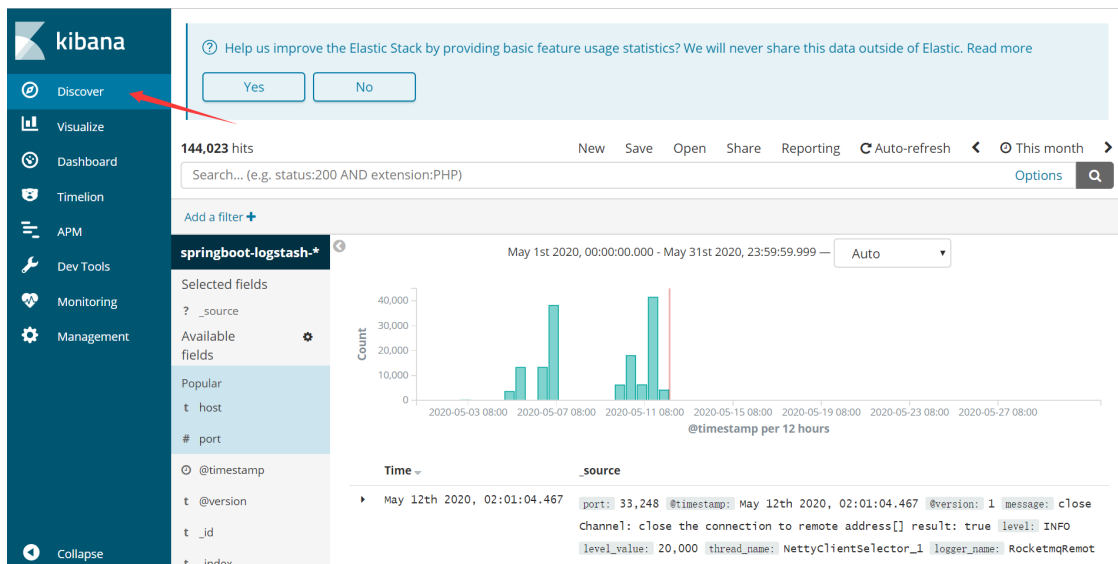 kibana
Discover
Visualize
Dashboard
Timelion
APM
Dev Tools
Monitoring
Management
Collapse
Help us improve the Elastic Stack by providing basic feature usage statistics? We will never share this data outside of Elastic. Read more
Yes
No
144,023 hits
New Save Open Share Reporting Auto-refresh This month
Search... (e.g. status:200 AND extension:PHP)
Options
Add a filter +
springboot-logstash-*
Selected fields
? _source
Available
fields
Popular
t host
# port
@timestamp
t @version
t _id
t _index
May 1st 2020, 00:00:00.000 - May 31st 2020, 23:59:59.999 —
Auto
Count
40,000
30,000
20,000
10,000
0
2020-05-03 08:00 2020-05-07 08:00 2020-05-11 08:00 2020-05-15 08:00 2020-05-19 08:00 2020-05-23 08:00 2020-05-27 08:00
@timestamp per 12 hours
Time _source
May 12th 2020, 02:01:04.467
port: 33,248 @timestamp: May 12th 2020, 02:01:04.467 @version: 1 message: close
Channel: close the connection to remote address[] result: true level: INFO
level_value: 20,000 thread_name: NettyClientSelector_1 logger_name: RocketmqRemot